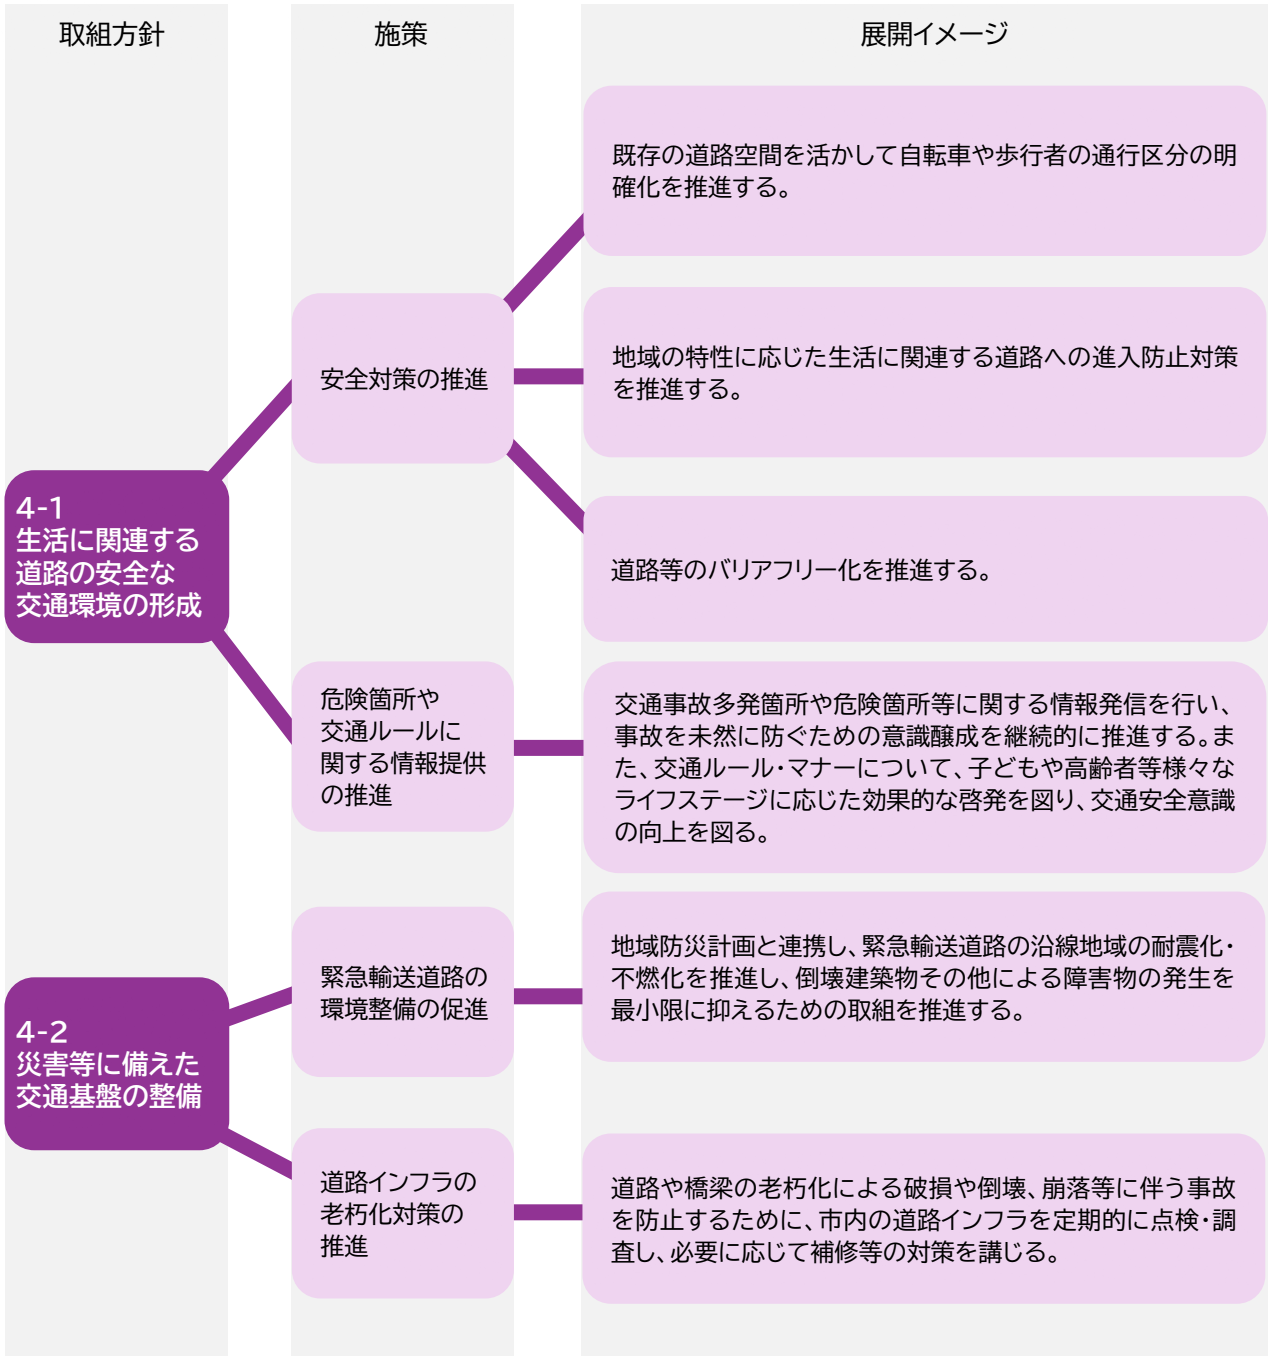 取組方針
施策
展開イメージ
4-1
生活に関連する
道路の安全な
交通環境の形成
安全対策の推進
既存の道路空間を活かして自転車や歩行者の通行区分の明
確化を推進する。
地域の特性に応じた生活に関連する道路への進入防止対策
を推進する。
道路等のバリアフリー化を推進する。
危険箇所や
交通ルールに
関する情報提供
の推進
交通事故多発箇所や危険箇所等に関する情報発信を行い、
事故を未然に防ぐための意識醸成を継続的に推進する。ま
た、交通ルール・マナーについて、子どもや高齢者等様々な
ライフステージに応じた効果的な啓発を図り、交通安全意識
の向上を図る。
4-2
災害等に備えた
交通基盤の整備
緊急輸送道路の
環境整備の促進
地域防災計画と連携し、緊急輸送道路の沿線地域の耐震化・
不燃化を推進し、倒壊建築物その他による障害物の発生を
最小限に抑えるための取組を推進する。
道路インフラの
老朽化対策の
推進
道路や橋梁の老朽化による破損や倒壊、崩落等に伴う事故
を防止するために、市内の道路インフラを定期的に点検・調
査し、必要に応じて補修等の対策を講じる。